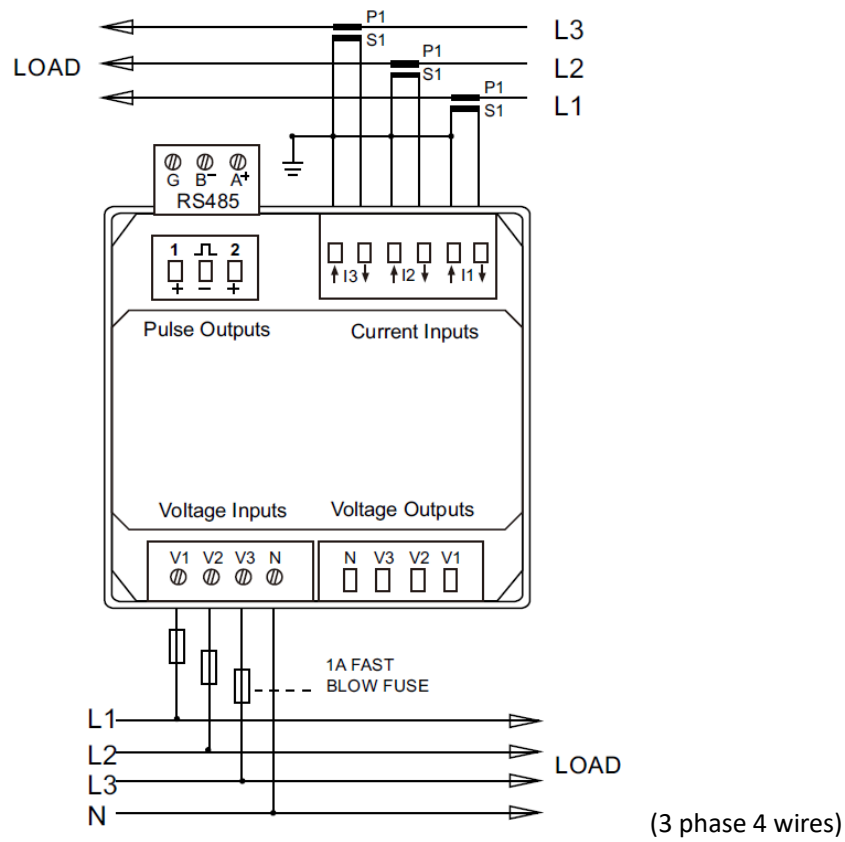 P1
L3
S1
P1
LOAD
L2
S1
P1
L1
S1
G B- A+
RS485
1 2
+ - +
I3 I2 I1
Pulse Outputs Current Inputs
Voltage Inputs Voltage Outputs
V1 V2 V3 N N V3 V2 V1
1A FAST
BLOW FUSE
L1
L2
LOAD
L3
N
(3 phase 4 wires)